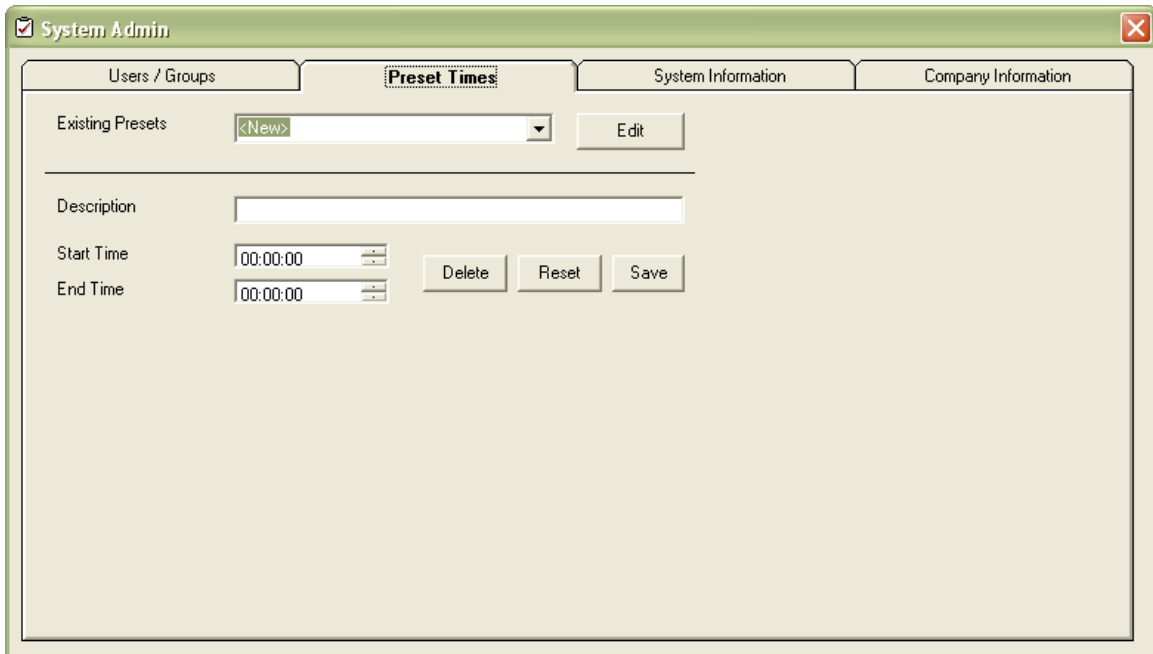 System Admin
Users / Groups Preset Times System Information Company Information
Existing Presets <New> Edit
Description
Start Time 00:00:00
Delete Reset Save
End Time 00:00:00